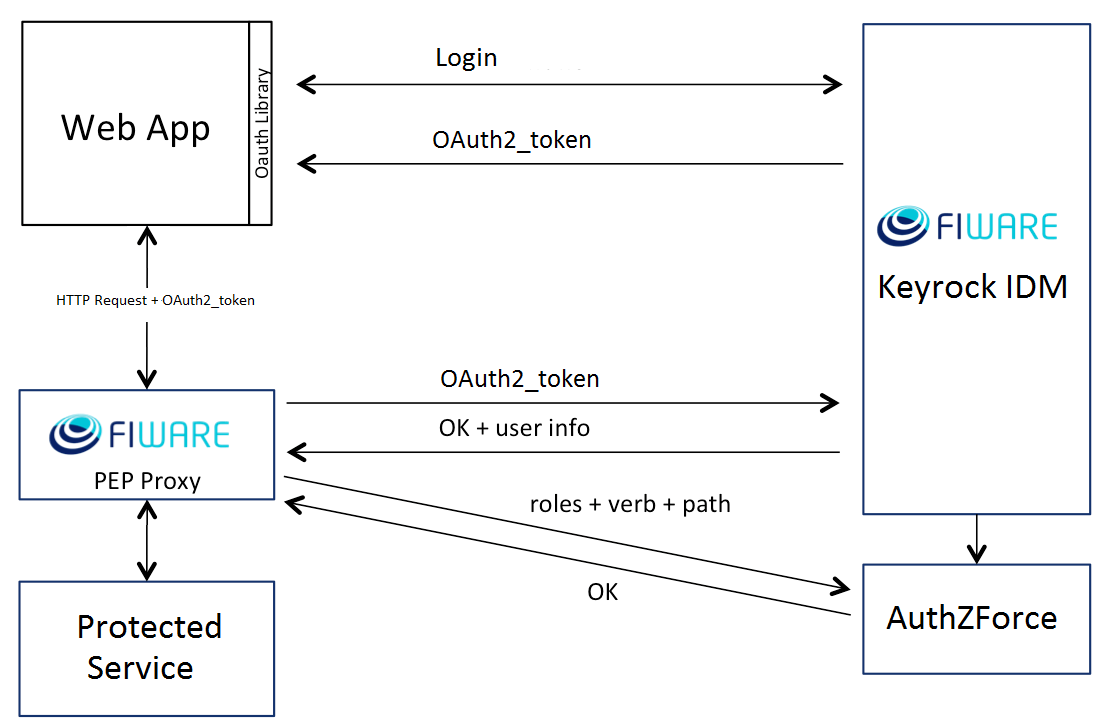 Login
Web App
Oauth Library
OAuth2_token
FIWARE
Keyrock IDM
HTTP Request + OAuth2_token
OAuth2_token
OK + user info
FIWARE
PEP Proxy
roles + verb + path
OK
AuthZForce
Protected
Service